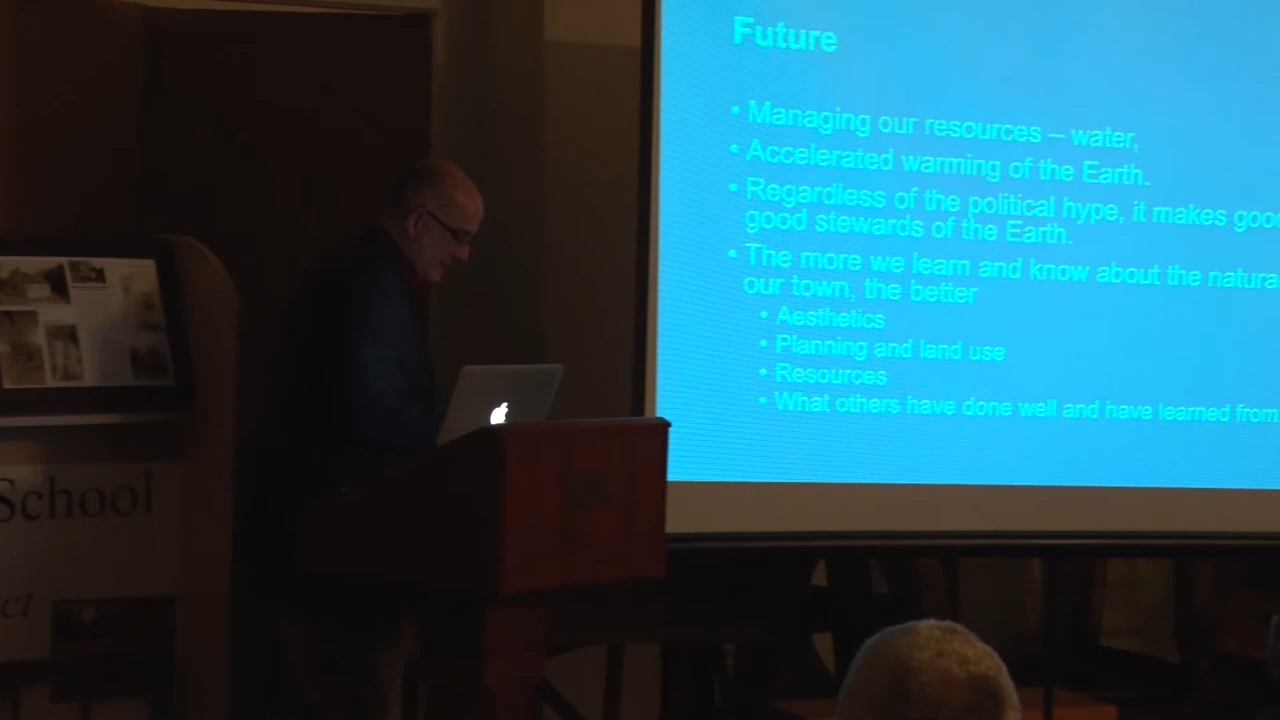 Future
• Managing our resources – water,
• Accelerated warming of the Earth.
• Regardless of the political hype, it makes
good stewards of the Earth.
• The more we learn and know about the
our town, the better
• Aesthetics
• Planning and land use
• Resources
• What others have done well and have learned from
School